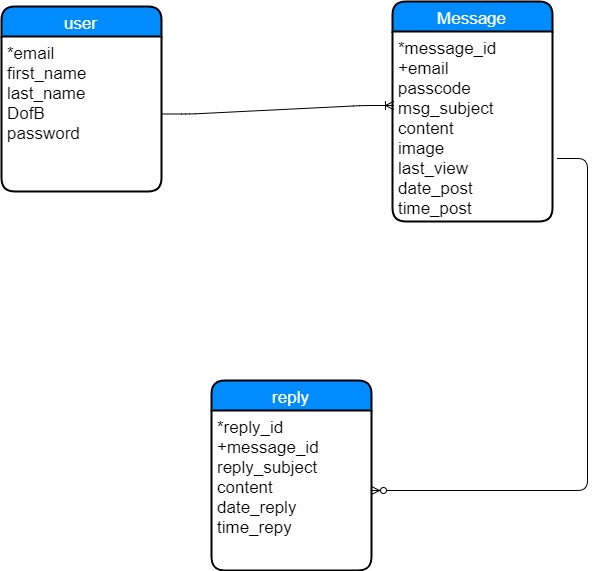 user
*email
first_name
last_name
DofB
password
Message
*message_id
+email
passcode
msg_subject
content
image
last_view
date_post
time_post
reply
*reply_id
+message_id
reply_subject
content
date_reply
time_repy